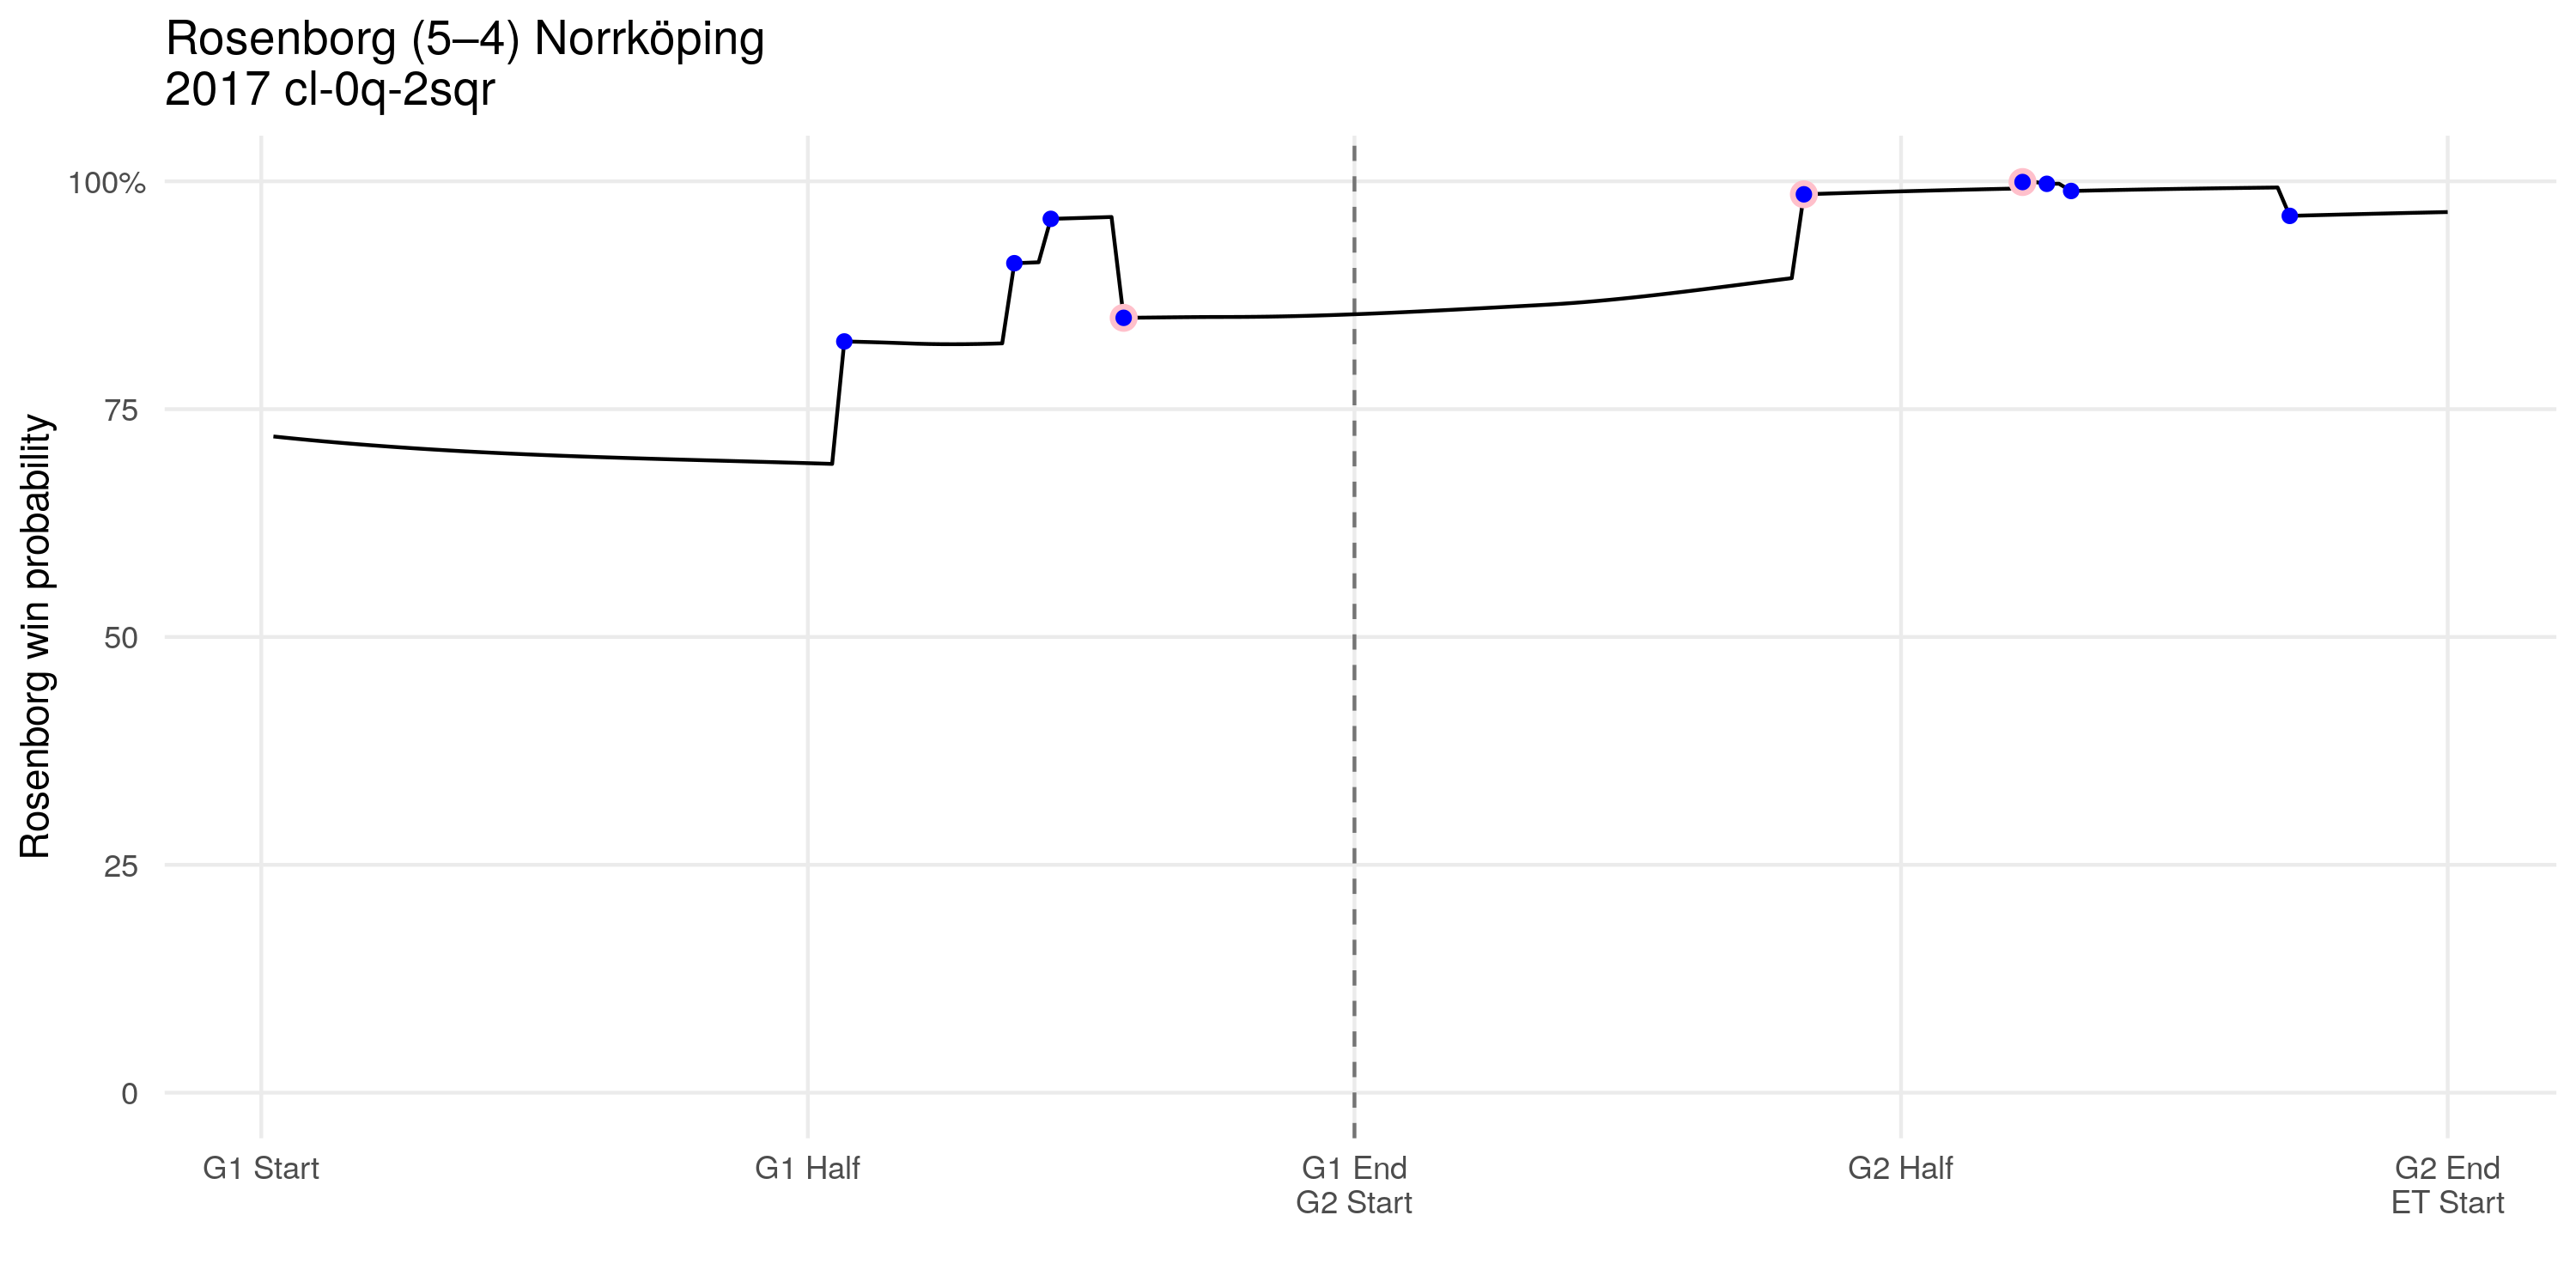 Rosenborg (5–4) Norrköping
2017 cl-0q-2sqr
Rosenborg win probability
100%
75
50
25
0
G1 Start
G1 Half
G1 End
G2 Start
G2 Half
G2 End
ET Start